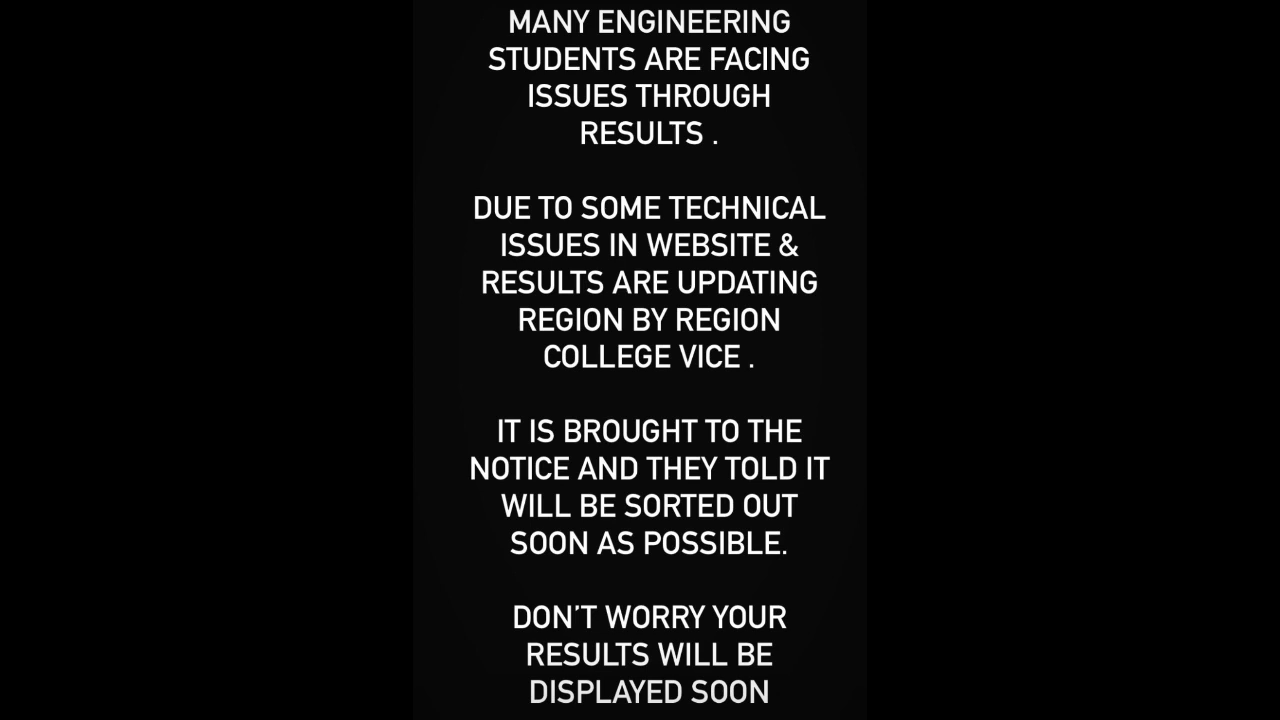 MANY ENGINEERING
STUDENTS ARE FACING
ISSUES THROUGH
RESULTS .
DUE TO SOME TECHNICAL
ISSUES IN WEBSITE &
RESULTS ARE UPDATING
REGION BY REGION
COLLEGE VICE .
IT IS BROUGHT TO THE
NOTICE AND THEY TOLD IT
WILL BE SORTED OUT
SOON AS POSSIBLE.
DON'T WORRY YOUR
RESULTS WILL BE
DISPLAYED SOON